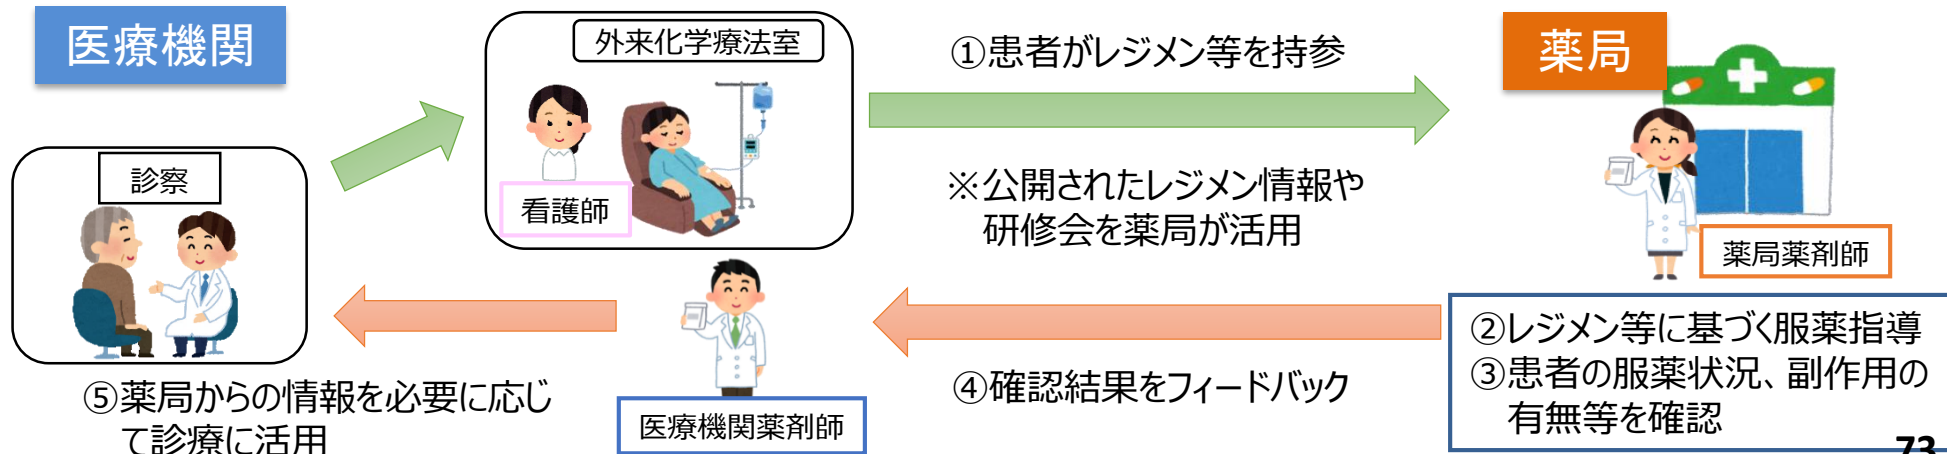 医療機関
外来化学療法室
①患者がレジメン等を持参
薬局
診察
看護師
※公開されたレジメン情報や
研修会を薬局が活用
薬局薬剤師
②レジメン等に基づく服薬指導
③患者の服薬状況、副作用の
有無等を確認
④確認結果をフィードバック
医療機関薬剤師
⑤薬局からの情報を必要に応じ
て診療に活用
73